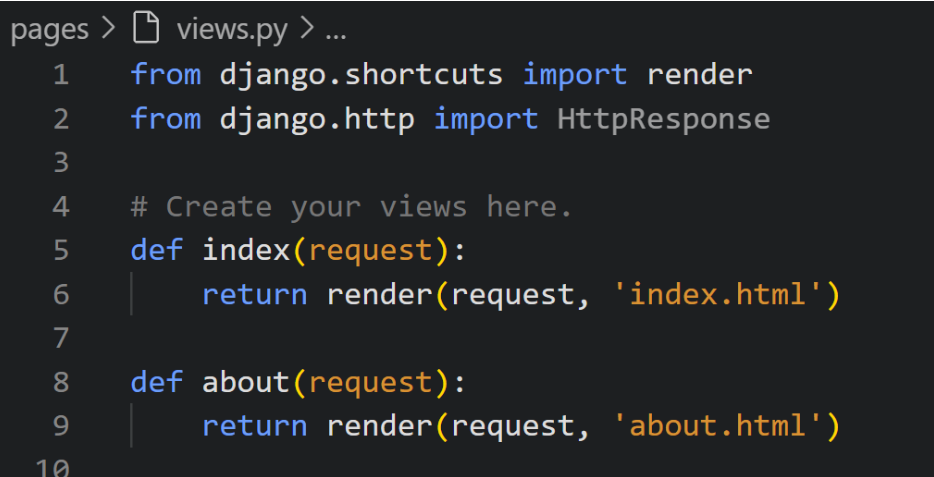 pages > views.py > ...
1 from django.shortcuts import render
2 from django.http import HttpResponse
3
4 # Create your views here.
5 def index(request):
6     return render(request, 'index.html')
7
8 def about(request):
9     return render(request, 'about.html')
10